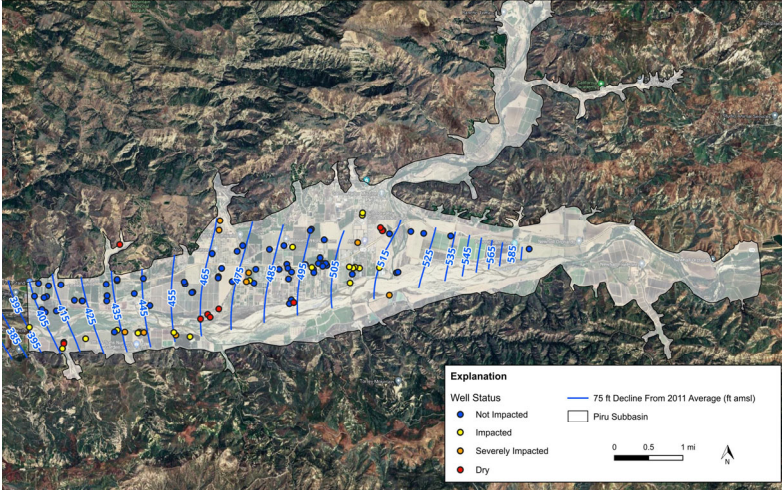 515
505
495
485
475
465
455
445
435
425
415
405
395
395
385
525
535
545
565
585
Explanation
Well Status
Not Impacted
Impacted
Severely Impacted
Dry
75 ft Decline From 2011 Average (ft amsl)
Piru Subbasin
0 0.5 1 mi
N